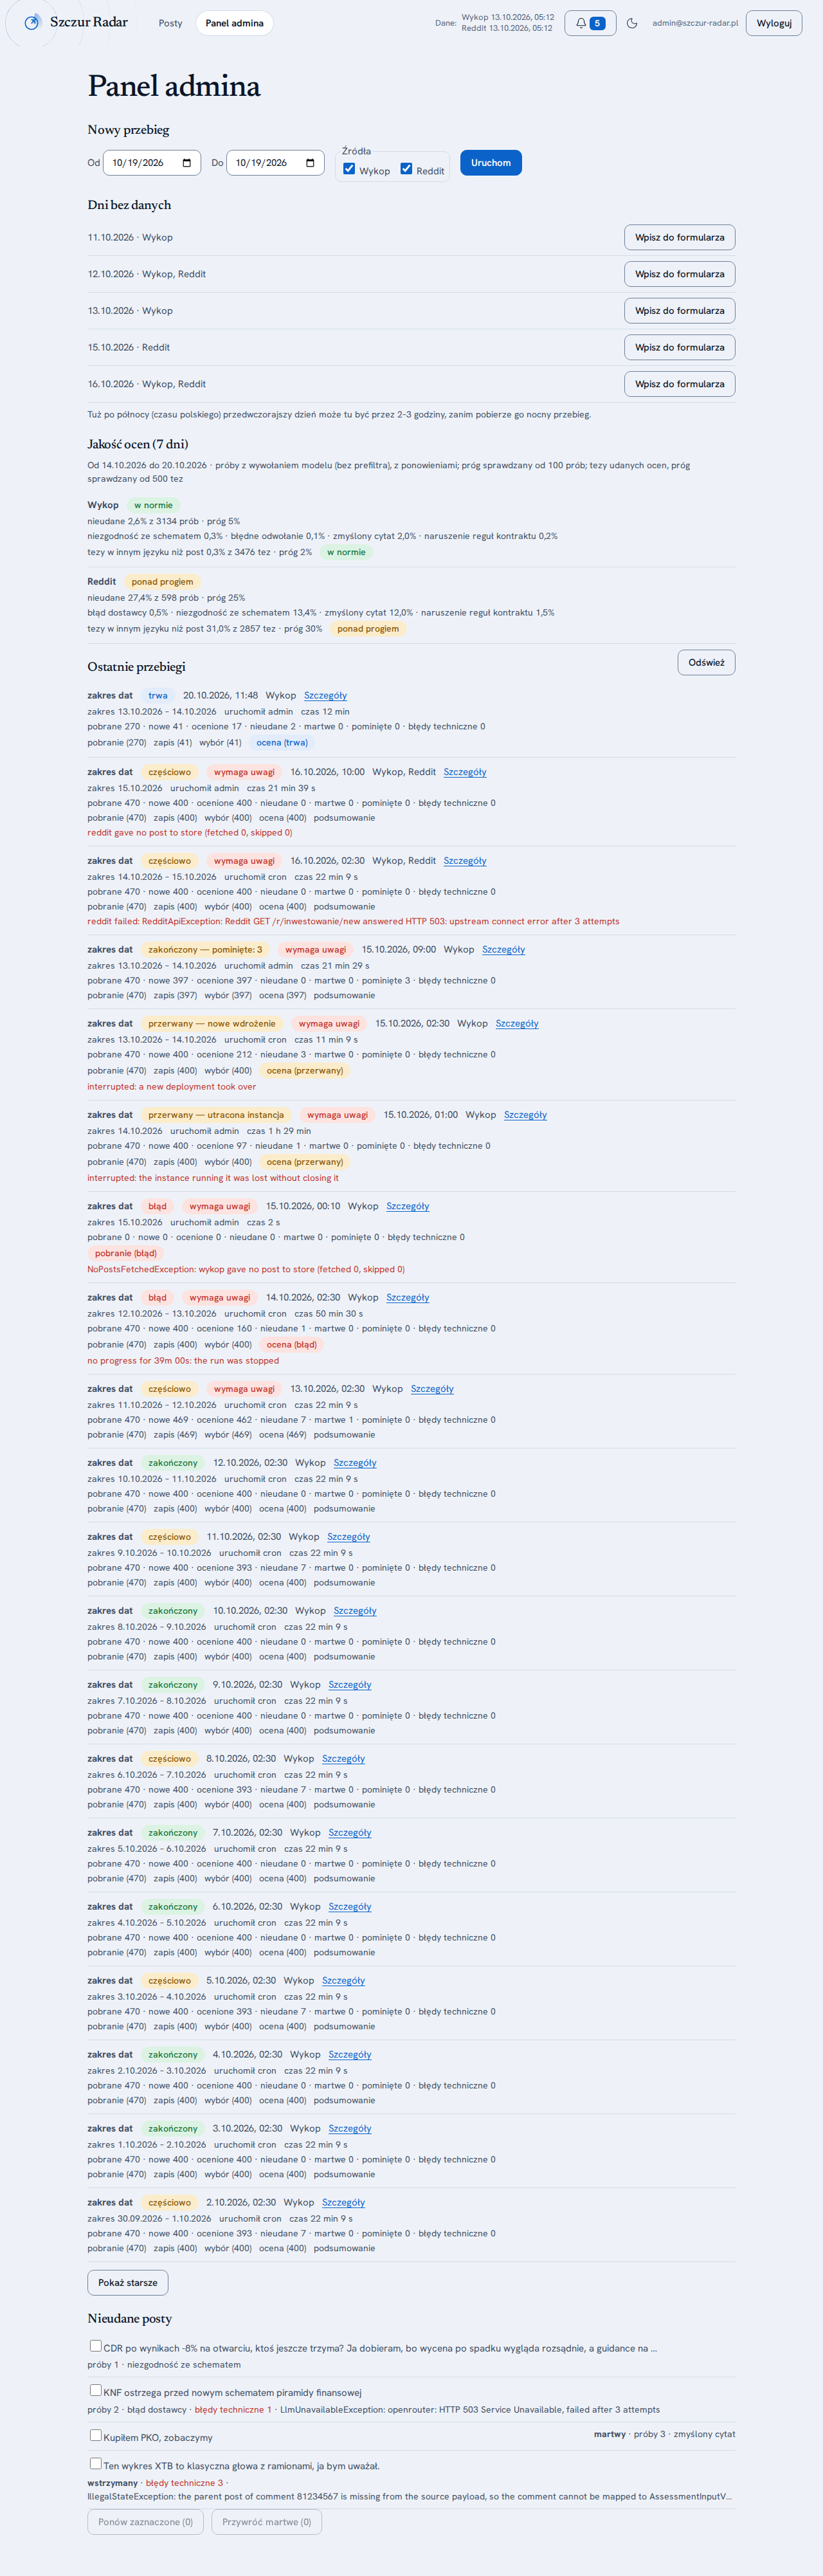 Szczur Radar Posty Panel admina Dane: Wykop 13.10.2026, 05:12 5 admin@szczur-radar.pl Wyloguj
Reddit 13.10.2026, 05:12
Panel admina
Nowy przebieg
Od 10/19/2026 Do 10/19/2026 Źródła Wykop Reddit Uruchom
Dni bez danych
11.10.2026 · Wykop Wpisz do formularza
12.10.2026 · Wykop, Reddit Wpisz do formularza
13.10.2026 · Wykop Wpisz do formularza
15.10.2026 · Reddit Wpisz do formularza
16.10.2026 · Wykop, Reddit Wpisz do formularza
Tuż po północy (czasu polskiego) przedwczorajszy dzień może tu być przez 2–3 godziny, zanim pobierze go nocny przebieg.
Jakość ocen (7 dni)
Od 14.10.2026 do 20.10.2026 · próby z wywołaniem modelu (bez prefiltra), z ponowieniami; próg sprawdzany od 100 prób; tezy udanych ocen, próg
sprawdzany od 500 tez
Wykop w normie
nieudane 2,6% z 3134 prób · próg 5%
niezgodność ze schematem 0,3% · błędne odwołanie 0,1% · zmyślony cytat 2,0% · naruszenie reguł kontraktu 0,2%
tezy w innym języku niż post 0,3% z 3476 tez · próg 2% w normie
Reddit ponad progiem
nieudane 27,4% z 598 prób · próg 25%
błąd dostawcy 0,5% · niezgodność ze schematem 13,4% · zmyślony cytat 12,0% · naruszenie reguł kontraktu 1,5%
tezy w innym języku niż post 31,0% z 2857 tez · próg 30% ponad progiem
Ostatnie przebiegi Odśwież
zakres dat trwa 20.10.2026, 11:48 Wykop Szczegóły
zakres 13.10.2026 – 14.10.2026 uruchomił admin czas 12 min
pobrane 270 · nowe 41 · ocenione 17 · nieudane 2 · martwe 0 · pominięte 0 · błędy techniczne 0
pobranie (270) zapis (41) wybór (41) ocena (trwa)
zakres dat częściowo wymaga uwagi 16.10.2026, 10:00 Wykop, Reddit Szczegóły
zakres 15.10.2026 uruchomił admin czas 21 min 39 s
pobrane 470 · nowe 400 · ocenione 400 · nieudane 0 · martwe 0 · pominięte 0 · błędy techniczne 0
pobranie (470) zapis (400) wybór (400) ocena (400) podsumowanie
reddit gave no post to store (fetched 0, skipped 0)
zakres dat częściowo wymaga uwagi 16.10.2026, 02:30 Wykop, Reddit Szczegóły
zakres 14.10.2026 – 15.10.2026 uruchomił cron czas 22 min 9 s
pobrane 470 · nowe 400 · ocenione 400 · nieudane 0 · martwe 0 · pominięte 0 · błędy techniczne 0
pobranie (470) zapis (400) wybór (400) ocena (400) podsumowanie
reddit failed: RedditApiException: Reddit GET /r/inwestowanie/new answered HTTP 503: upstream connect error after 3 attempts
zakres dat zakończony — pominięte: 3 wymaga uwagi 15.10.2026, 09:00 Wykop Szczegóły
zakres 13.10.2026 – 14.10.2026 uruchomił admin czas 21 min 29 s
pobrane 470 · nowe 397 · ocenione 397 · nieudane 0 · martwe 0 · pominięte 3 · błędy techniczne 0
pobranie (470) zapis (397) wybór (397) ocena (397) podsumowanie
zakres dat przerwany — nowe wdrożenie wymaga uwagi 15.10.2026, 02:30 Wykop Szczegóły
zakres 13.10.2026 – 14.10.2026 uruchomił cron czas 11 min 9 s
pobrane 470 · nowe 400 · ocenione 212 · nieudane 3 · martwe 0 · pominięte 0 · błędy techniczne 0
pobranie (470) zapis (400) wybór (400) ocena (przerwany)
interrupted: a new deployment took over
zakres dat przerwany — utracona instancja wymaga uwagi 15.10.2026, 01:00 Wykop Szczegóły
zakres 14.10.2026 uruchomił admin czas 1 h 29 min
pobrane 470 · nowe 400 · ocenione 97 · nieudane 1 · martwe 0 · pominięte 0 · błędy techniczne 0
pobranie (470) zapis (400) wybór (400) ocena (przerwany)
interrupted: the instance running it was lost without closing it
zakres dat błąd wymaga uwagi 15.10.2026, 00:10 Wykop Szczegóły
zakres 15.10.2026 uruchomił admin czas 2 s
pobrane 0 · nowe 0 · ocenione 0 · nieudane 0 · martwe 0 · pominięte 0 · błędy techniczne 0
pobranie (błąd)
NoPostsFetchedException: wykop gave no post to store (fetched 0, skipped 0)
zakres dat błąd wymaga uwagi 14.10.2026, 02:30 Wykop Szczegóły
zakres 12.10.2026 – 13.10.2026 uruchomił cron czas 50 min 30 s
pobrane 470 · nowe 400 · ocenione 160 · nieudane 1 · martwe 0 · pominięte 0 · błędy techniczne 0
pobranie (470) zapis (400) wybór (400) ocena (błąd)
no progress for 39m 00s: the run was stopped
zakres dat częściowo wymaga uwagi 13.10.2026, 02:30 Wykop Szczegóły
zakres 11.10.2026 – 12.10.2026 uruchomił cron czas 22 min 9 s
pobrane 470 · nowe 469 · ocenione 462 · nieudane 7 · martwe 1 · pominięte 0 · błędy techniczne 0
pobranie (470) zapis (469) wybór (469) ocena (469) podsumowanie
zakres dat zakończony 12.10.2026, 02:30 Wykop Szczegóły
zakres 10.10.2026 – 11.10.2026 uruchomił cron czas 22 min 9 s
pobrane 470 · nowe 400 · ocenione 400 · nieudane 0 · martwe 0 · pominięte 0 · błędy techniczne 0
pobranie (470) zapis (400) wybór (400) ocena (400) podsumowanie
zakres dat częściowo 11.10.2026, 02:30 Wykop Szczegóły
zakres 9.10.2026 – 10.10.2026 uruchomił cron czas 22 min 9 s
pobrane 470 · nowe 400 · ocenione 393 · nieudane 7 · martwe 0 · pominięte 0 · błędy techniczne 0
pobranie (470) zapis (400) wybór (400) ocena (400) podsumowanie
zakres dat zakończony 10.10.2026, 02:30 Wykop Szczegóły
zakres 8.10.2026 – 9.10.2026 uruchomił cron czas 22 min 9 s
pobrane 470 · nowe 400 · ocenione 400 · nieudane 0 · martwe 0 · pominięte 0 · błędy techniczne 0
pobranie (470) zapis (400) wybór (400) ocena (400) podsumowanie
zakres dat zakończony 9.10.2026, 02:30 Wykop Szczegóły
zakres 7.10.2026 – 8.10.2026 uruchomił cron czas 22 min 9 s
pobrane 470 · nowe 400 · ocenione 400 · nieudane 0 · martwe 0 · pominięte 0 · błędy techniczne 0
pobranie (470) zapis (400) wybór (400) ocena (400) podsumowanie
zakres dat częściowo 8.10.2026, 02:30 Wykop Szczegóły
zakres 6.10.2026 – 7.10.2026 uruchomił cron czas 22 min 9 s
pobrane 470 · nowe 400 · ocenione 393 · nieudane 7 · martwe 0 · pominięte 0 · błędy techniczne 0
pobranie (470) zapis (400) wybór (400) ocena (400) podsumowanie
zakres dat zakończony 7.10.2026, 02:30 Wykop Szczegóły
zakres 5.10.2026 – 6.10.2026 uruchomił cron czas 22 min 9 s
pobrane 470 · nowe 400 · ocenione 400 · nieudane 0 · martwe 0 · pominięte 0 · błędy techniczne 0
pobranie (470) zapis (400) wybór (400) ocena (400) podsumowanie
zakres dat zakończony 6.10.2026, 02:30 Wykop Szczegóły
zakres 4.10.2026 – 5.10.2026 uruchomił cron czas 22 min 9 s
pobrane 470 · nowe 400 · ocenione 400 · nieudane 0 · martwe 0 · pominięte 0 · błędy techniczne 0
pobranie (470) zapis (400) wybór (400) ocena (400) podsumowanie
zakres dat częściowo 5.10.2026, 02:30 Wykop Szczegóły
zakres 3.10.2026 – 4.10.2026 uruchomił cron czas 22 min 9 s
pobrane 470 · nowe 400 · ocenione 393 · nieudane 7 · martwe 0 · pominięte 0 · błędy techniczne 0
pobranie (470) zapis (400) wybór (400) ocena (400) podsumowanie
zakres dat zakończony 4.10.2026, 02:30 Wykop Szczegóły
zakres 2.10.2026 – 3.10.2026 uruchomił cron czas 22 min 9 s
pobrane 470 · nowe 400 · ocenione 400 · nieudane 0 · martwe 0 · pominięte 0 · błędy techniczne 0
pobranie (470) zapis (400) wybór (400) ocena (400) podsumowanie
zakres dat zakończony 3.10.2026, 02:30 Wykop Szczegóły
zakres 1.10.2026 – 2.10.2026 uruchomił cron czas 22 min 9 s
pobrane 470 · nowe 400 · ocenione 400 · nieudane 0 · martwe 0 · pominięte 0 · błędy techniczne 0
pobranie (470) zapis (400) wybór (400) ocena (400) podsumowanie
zakres dat częściowo 2.10.2026, 02:30 Wykop Szczegóły
zakres 30.09.2026 – 1.10.2026 uruchomił cron czas 22 min 9 s
pobrane 470 · nowe 400 · ocenione 393 · nieudane 7 · martwe 0 · pominięte 0 · błędy techniczne 0
pobranie (470) zapis (400) wybór (400) ocena (400) podsumowanie
Pokaż starsze
Nieudane posty
CDR po wynikach -8% na otwarciu, ktoś jeszcze trzyma? Ja dobieram, bo wycena po spadku wygląda rozsądnie, a guidance na ...
próby 1 · niezgodność ze schematem
KNF ostrzega przed nowym schematem piramidy finansowej
próby 2 · błąd dostawcy · błędy techniczne 1 · LlmUnavailableException: openrouter: HTTP 503 Service Unavailable, failed after 3 attempts
Kupiłem PKO, zobaczymy martwy · próby 3 · zmyślony cytat
Ten wykres XTB to klasyczna głowa z ramionami, ja bym uważał.
wstrzymany · błędy techniczne 3 ·
IllegalStateException: the parent post of comment 81234567 is missing from the source payload, so the comment cannot be mapped to AssessmentInputV...
Ponów zaznaczone (0) Przywróć martwe (0)